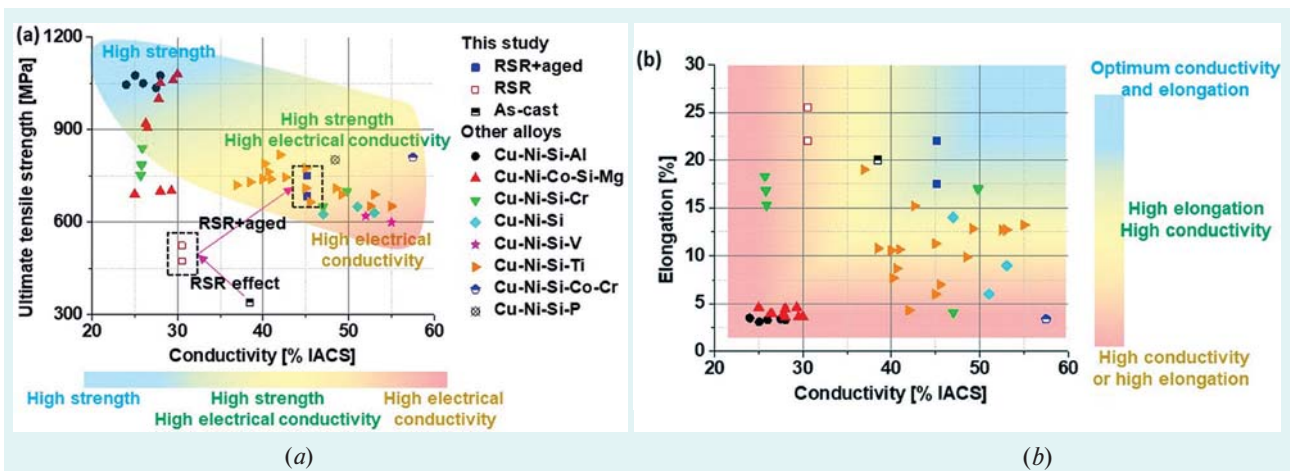 (a)
Ultimate tensile strength [MPa]
1200
900
600
300
20
30
40
50
60
Conductivity [% IACS]
High strength
High strength
High electrical conductivity
High electrical
conductivity
RSR+aged
RSR effect
High strength
High strength
High electrical conductivity
High electrical
conductivity
This study
RSR+aged
RSR
As-cast
Other alloys
Cu-Ni-Si-Al
Cu-Ni-Co-Si-Mg
Cu-Ni-Si-Cr
Cu-Ni-Si
Cu-Ni-Si-V
Cu-Ni-Si-Ti
Cu-Ni-Si-Co-Cr
Cu-Ni-Si-P
(b)
Elongation [%]
30
25
20
15
10
5
0
20
30
40
50
60
Conductivity [% IACS]
Optimum conductivity
and elongation
High elongation
High conductivity
High conductivity
or high elongation
(a)
(b)